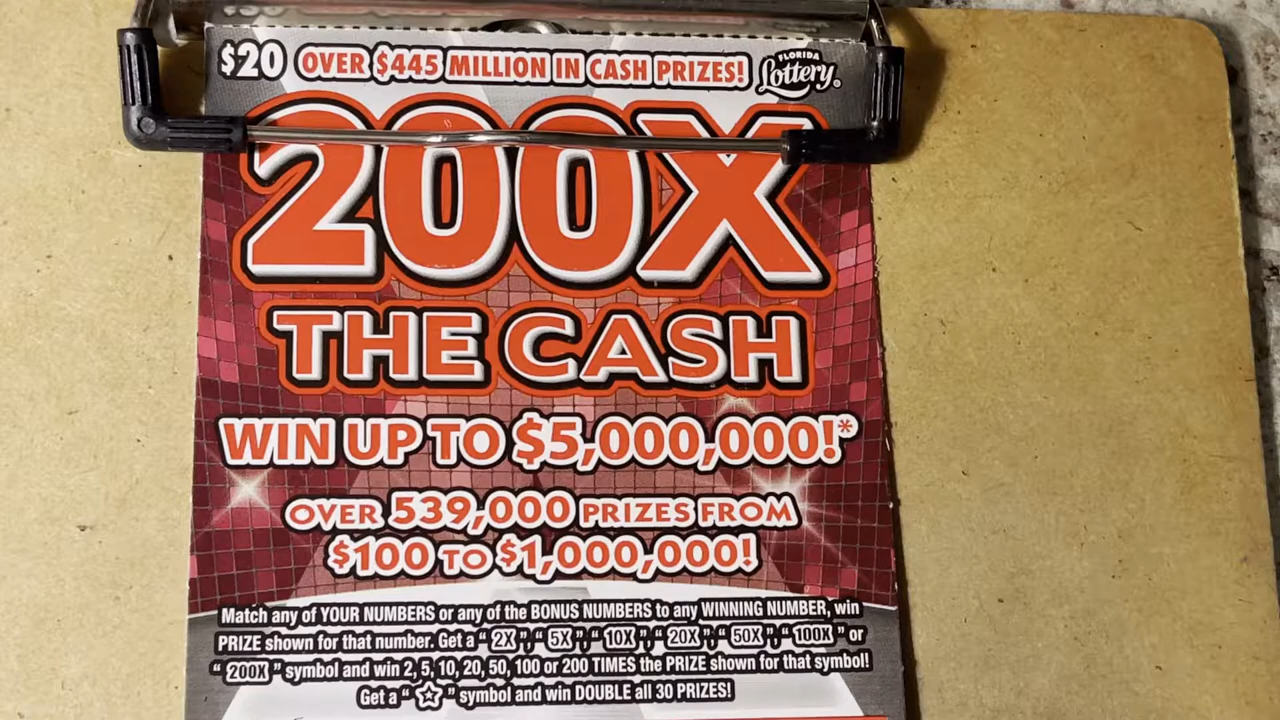 $20 OVER $445 MILLION IN CASH PRIZES! FLORIDA Lottery®
200X
THE CASH
WIN UP TO $5,000,000!*
OVER 539,000 PRIZES FROM
$100 TO $1,000,000!
Match any of YOUR NUMBERS or any of the BONUS NUMBERS to any WINNING NUMBER, win
PRIZE shown for that number. Get a “ 2X ”, “ 5X ”, “ 10X ”, “ 20X ”, “ 50X ”, “ 100X ” or
“ 200X ” symbol and win 2, 5, 10, 20, 50, 100 or 200 TIMES the PRIZE shown for that symbol!
Get a “ ☆ ” symbol and win DOUBLE all 30 PRIZES!